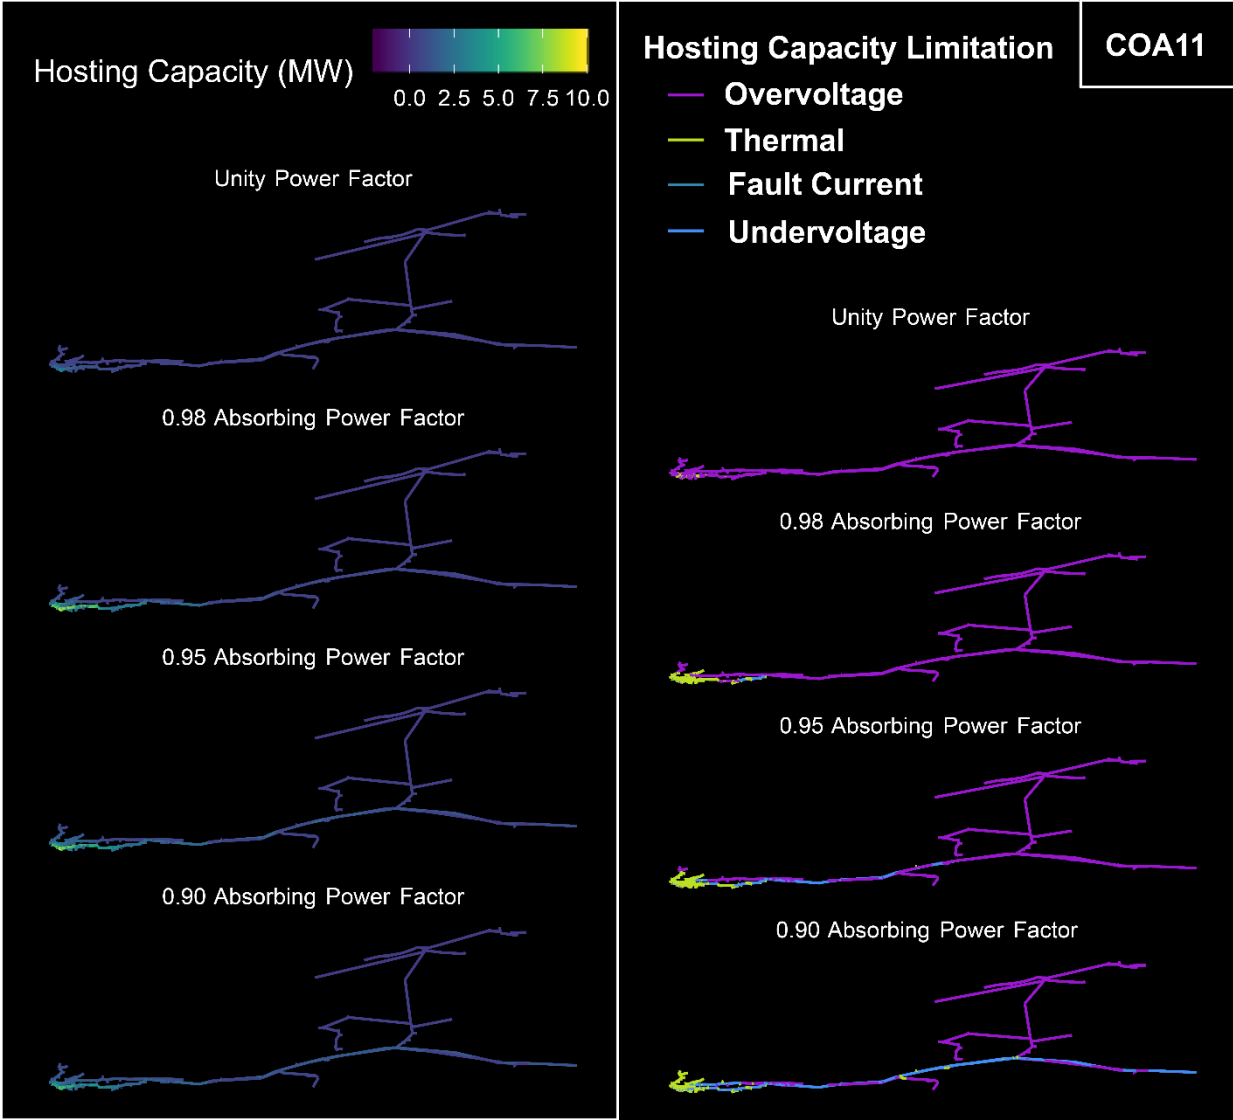 Hosting Capacity (MW)
0.0 2.5 5.0 7.5 10.0
Unity Power Factor
0.98 Absorbing Power Factor
0.95 Absorbing Power Factor
0.90 Absorbing Power Factor
Hosting Capacity Limitation
COA11
Overvoltage
Thermal
Fault Current
Undervoltage
Unity Power Factor
0.98 Absorbing Power Factor
0.95 Absorbing Power Factor
0.90 Absorbing Power Factor